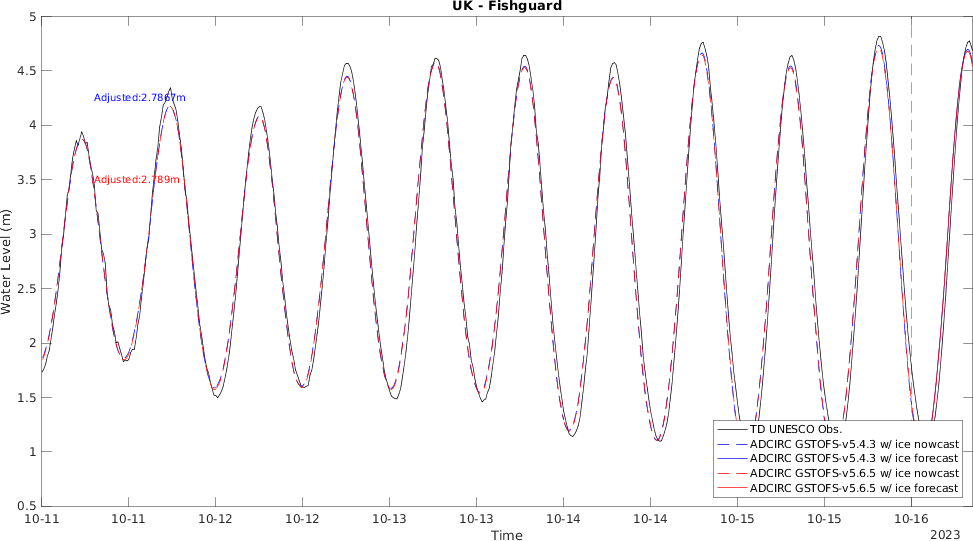 UK - Fishguard
5
4.5
4
3.5
3
2.5
2
1.5
1
0.5
Water Level (m)
Adjusted:2.7867m
Adjusted:2.789m
TD UNESCO Obs.
ADCIRC GSTOFS-v5.4.3 w/ ice nowcast
ADCIRC GSTOFS-v5.4.3 w/ ice forecast
ADCIRC GSTOFS-v5.6.5 w/ ice nowcast
ADCIRC GSTOFS-v5.6.5 w/ ice forecast
10-11 10-11 10-12 10-12 10-13 10-13 10-14 10-14 10-15 10-15 10-16
Time
2023